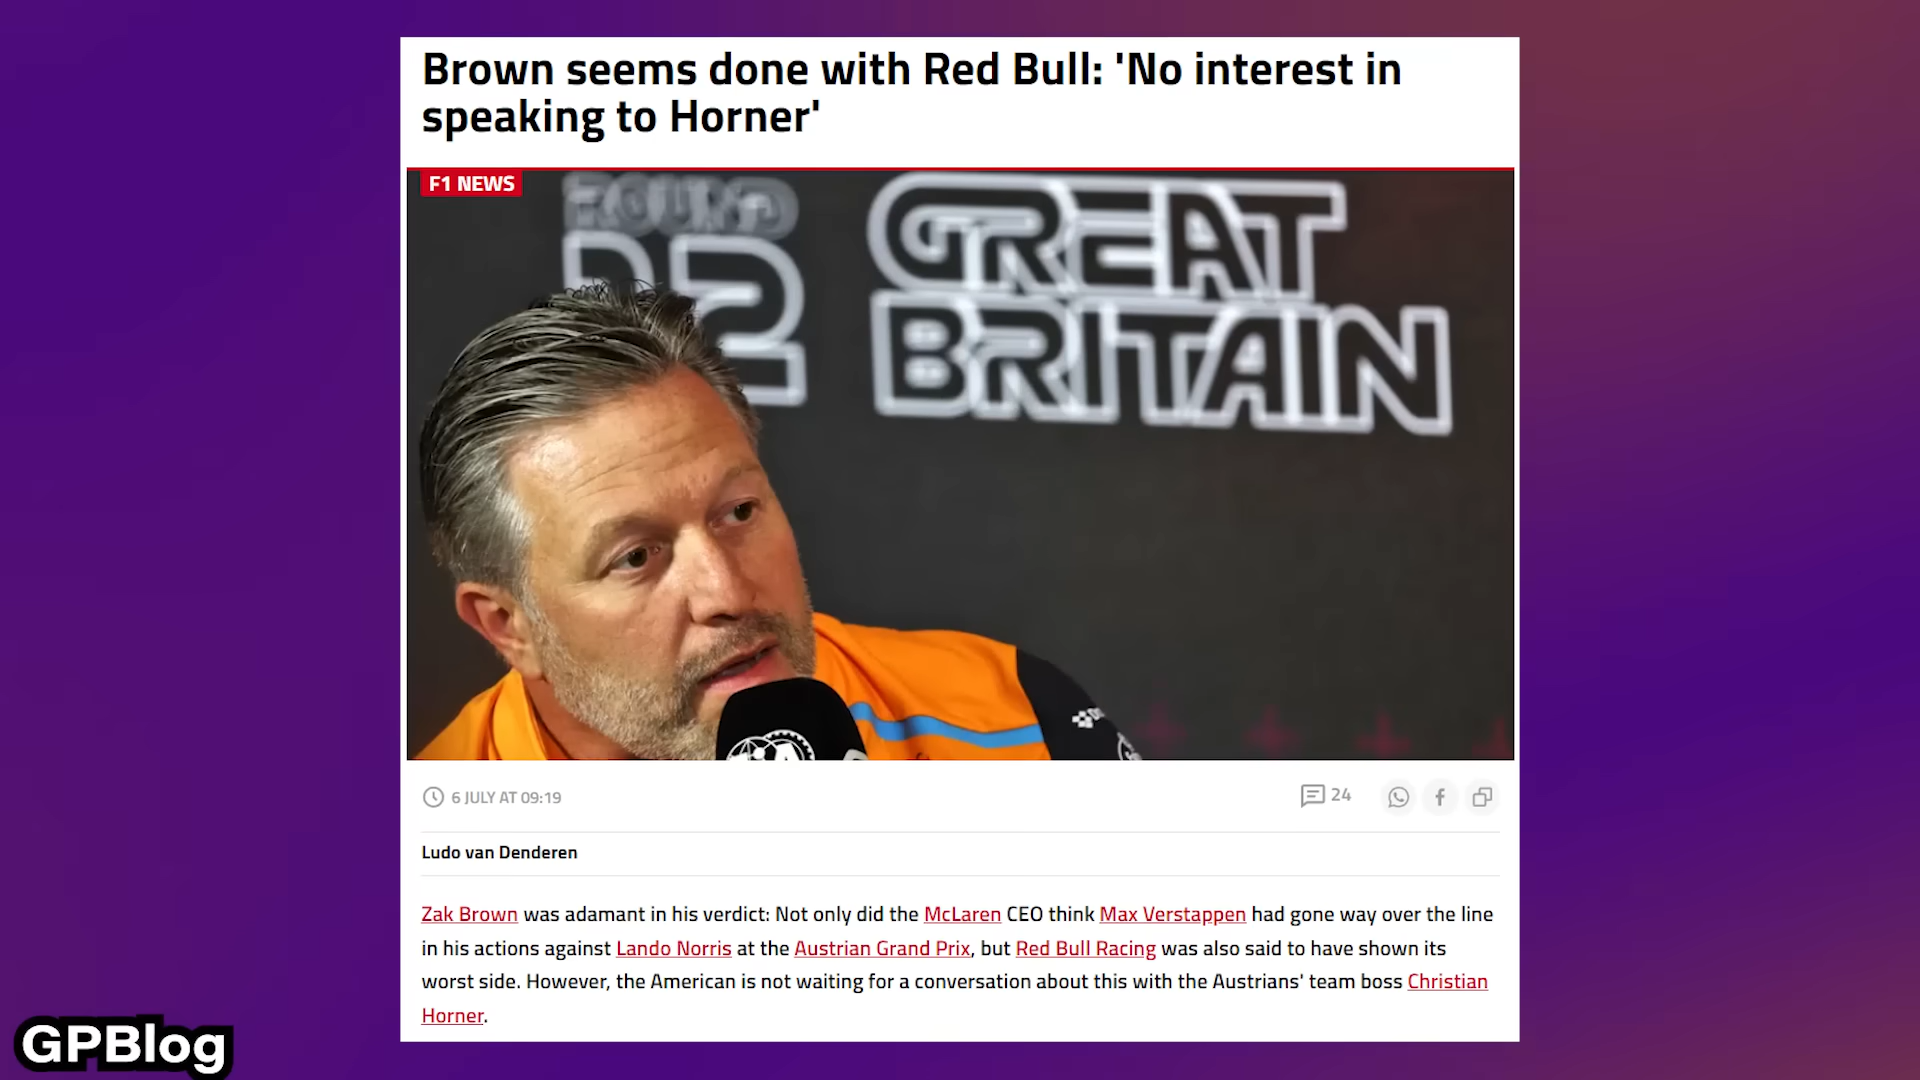 Brown seems done with Red Bull: 'No interest in
speaking to Horner'
F1 NEWS
ROUND
12
GREAT
BRITAIN
6 JULY AT 09:19
24
Ludo van Denderen
Zak Brown was adamant in his verdict: Not only did the McLaren CEO think Max Verstappen had gone way over the line
in his actions against Lando Norris at the Austrian Grand Prix, but Red Bull Racing was also said to have shown its
worst side. However, the American is not waiting for a conversation about this with the Austrians' team boss Christian
Horner.
GPBlog